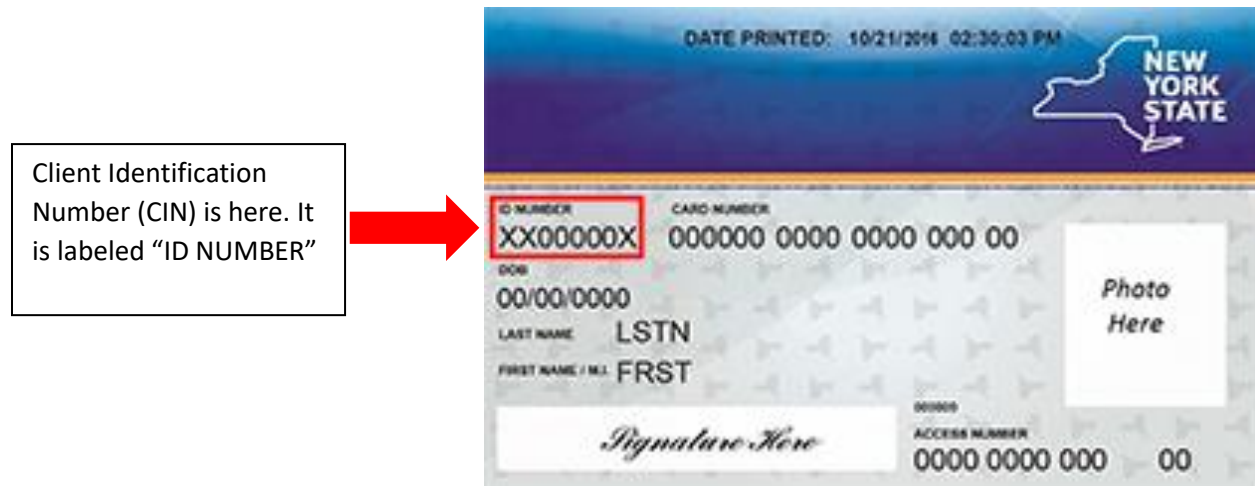 DATE PRINTED: 10/21/2016 02:30:03 PM
NEW
YORK
STATE
Client Identification
Number (CIN) is here. It
is labeled “ID NUMBER”
ID NUMBER CARD NUMBER
XX00000X 000000 0000 0000 000 00
DOB
00/00/0000
LAST NAME LSTN
FIRST NAME / M.I. FRST
Photo
Here
Signature Here
000000
ACCESS NUMBER
0000 0000 000 00